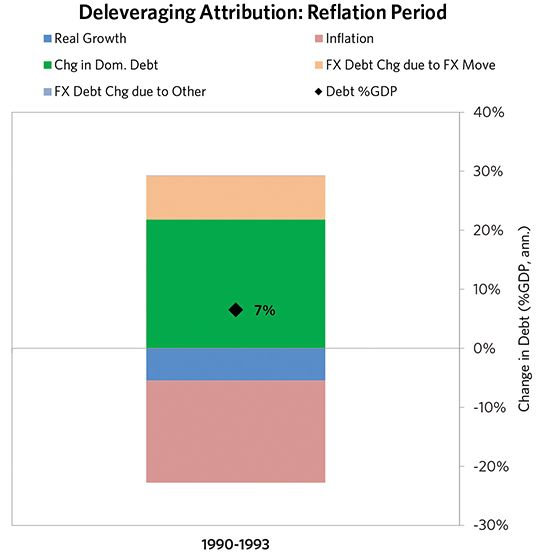 Deleveraging Attribution: Reflation Period
Real Growth
Inflation
Chg in Dom. Debt
FX Debt Chg due to FX Move
FX Debt Chg due to Other
Debt %GDP
40%
30%
20%
10%
7%
0%
-10%
-20%
-30%
Change in Debt (%GDP, ann.)
1990-1993